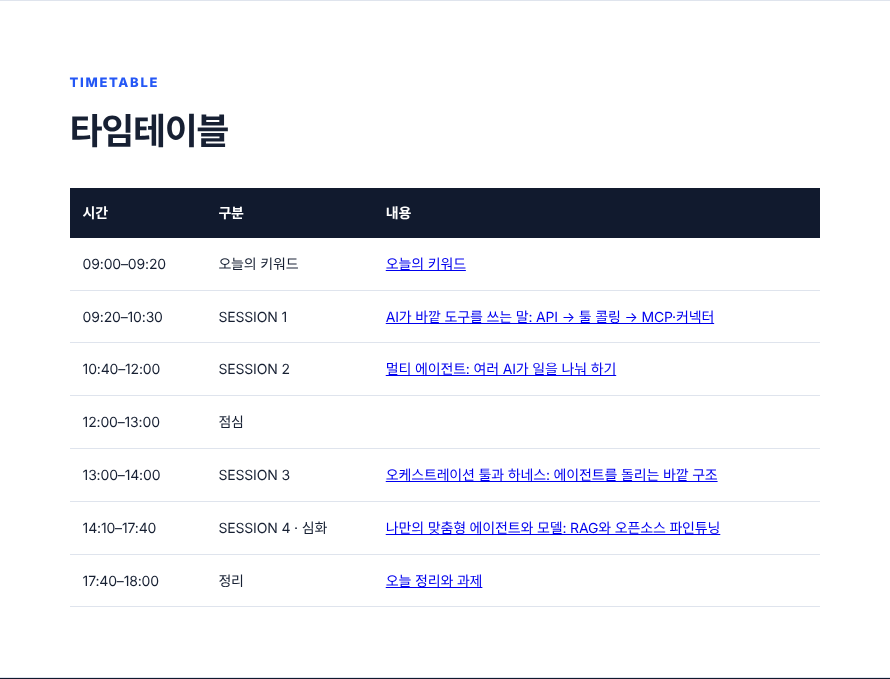 TIMETABLE
타임테이블
시간 구분 내용
09:00–09:20 오늘의 키워드 오늘의 키워드
09:20–10:30 SESSION 1 AI가 바깥 도구를 쓰는 말: API → 툴 콜링 → MCP·커넥터
10:40–12:00 SESSION 2 멀티 에이전트: 여러 AI가 일을 나눠 하기
12:00–13:00 점심
13:00–14:00 SESSION 3 오케스트레이션 툴과 하네스: 에이전트를 돌리는 바깥 구조
14:10–17:40 SESSION 4 · 심화 나만의 맞춤형 에이전트와 모델: RAG와 오픈소스 파인튜닝
17:40–18:00 정리 오늘 정리와 과제